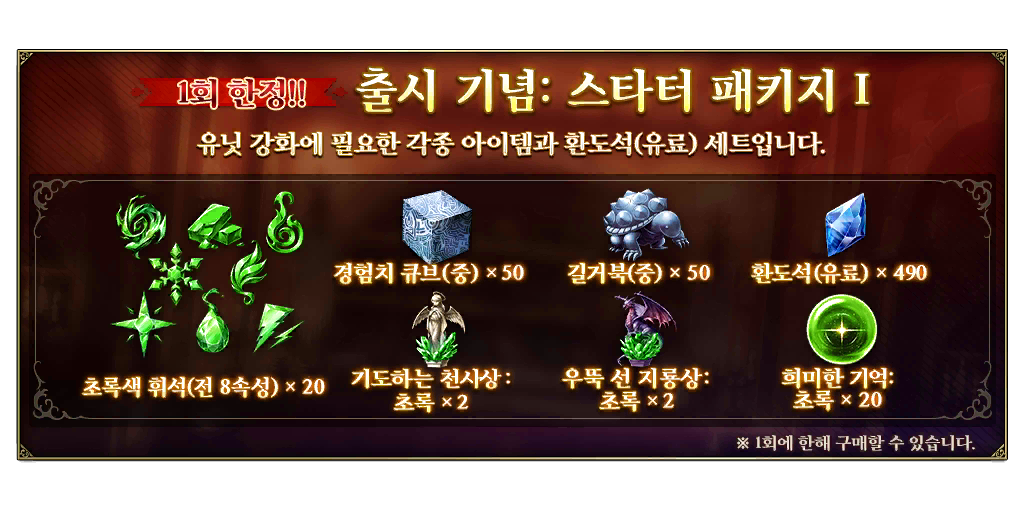 1회 한정!!
출시 기념: 스타터 패키지 I
유닛 강화에 필요한 각종 아이템과 환도석(유료) 세트입니다.
초록색 휘석(전 8속성) × 20
경험치 큐브(중) × 50
길거북(중) × 50
환도석(유료) × 490
기도하는 천사상 :
초록 × 2
우뚝 선 지룡상:
초록 × 2
희미한 기억:
초록 × 20
※ 1회에 한해 구매할 수 있습니다.